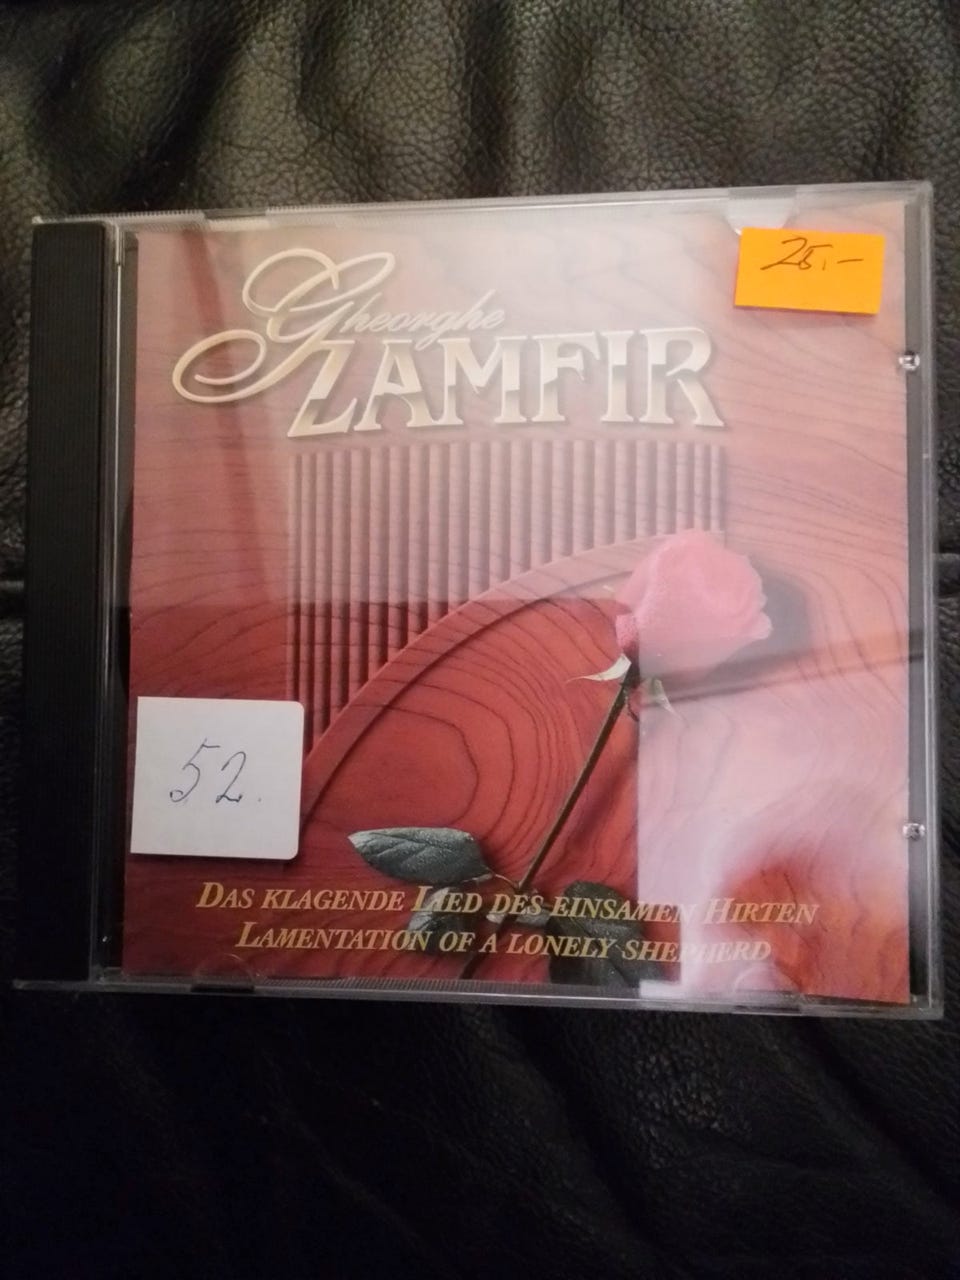 25,-
Gheorghe
ZAMFIR
52.
DAS KLAGENDE LIED DES EINSAMEN HIRTEN
LAMENTATION OF A LONELY SHEPHERD